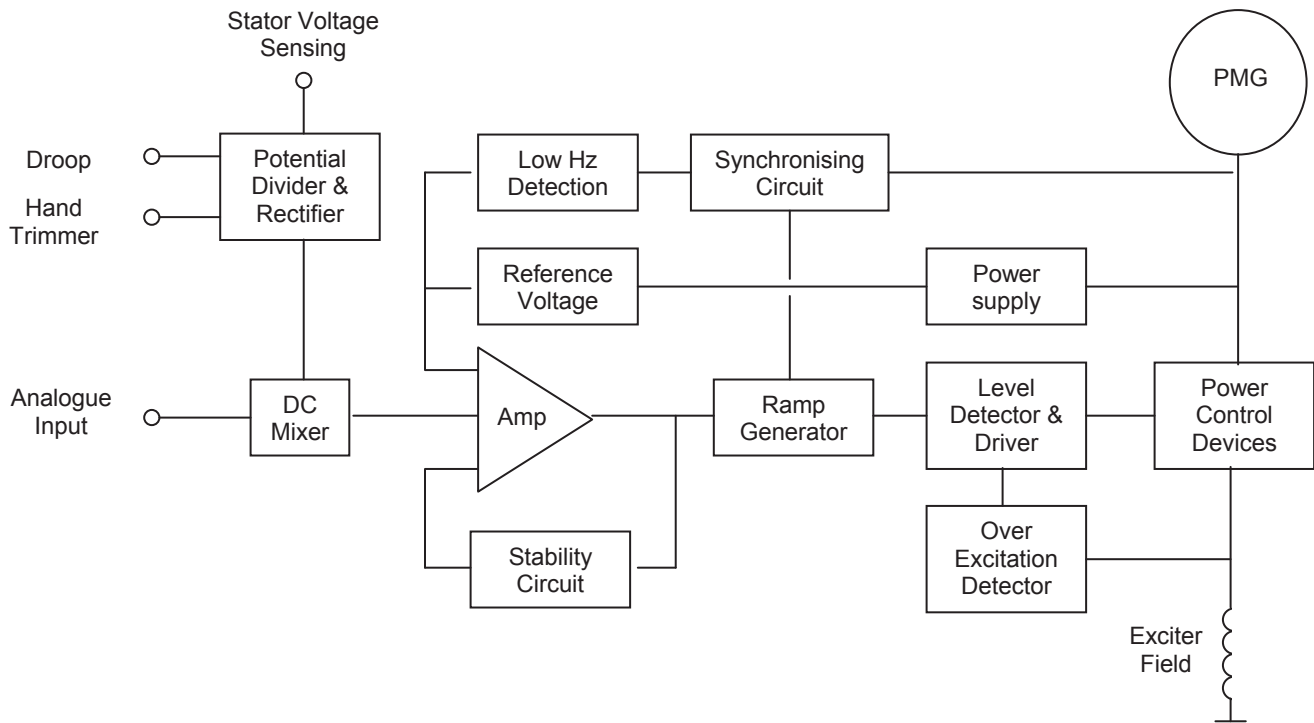 Stator Voltage
Sensing
PMG
Droop
Hand
Trimmer
Potential
Divider &
Rectifier
Low Hz
Detection
Synchronising
Circuit
Reference
Voltage
Power
supply
Analogue
Input
DC
Mixer
Amp
Ramp
Generator
Level
Detector &
Driver
Power
Control
Devices
Stability
Circuit
Over
Excitation
Detector
Exciter
Field